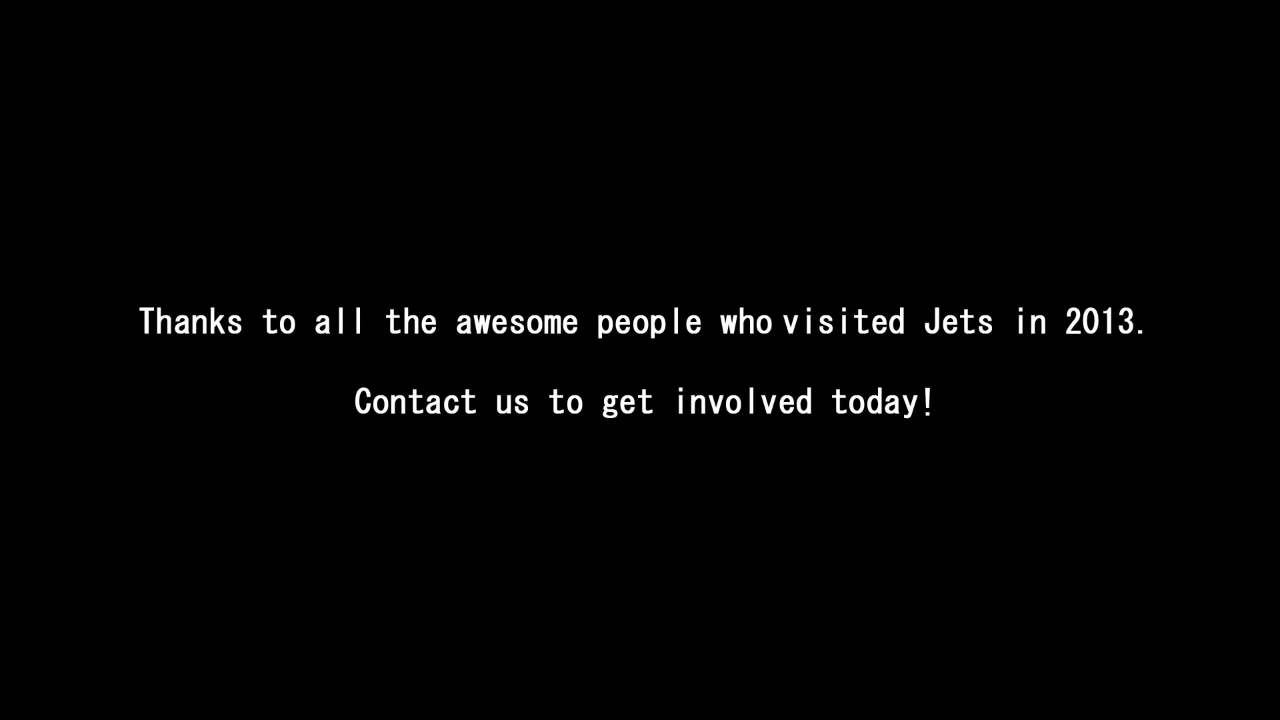 Thanks to all the awesome people who visited Jets in 2013.
Contact us to get involved today!